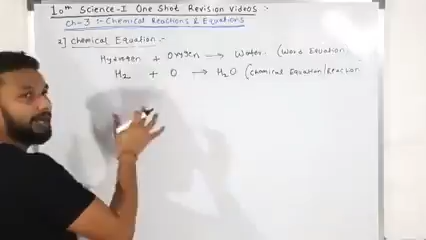 10th Science-I One Shot Revision Videos :-
Ch-3 :- Chemical Reactions & Equations
2] Chemical Equation :-
Hydrogen + Oxygen → Water (Word Equation
H2 + O → H2O (Chemical Equation/Reaction